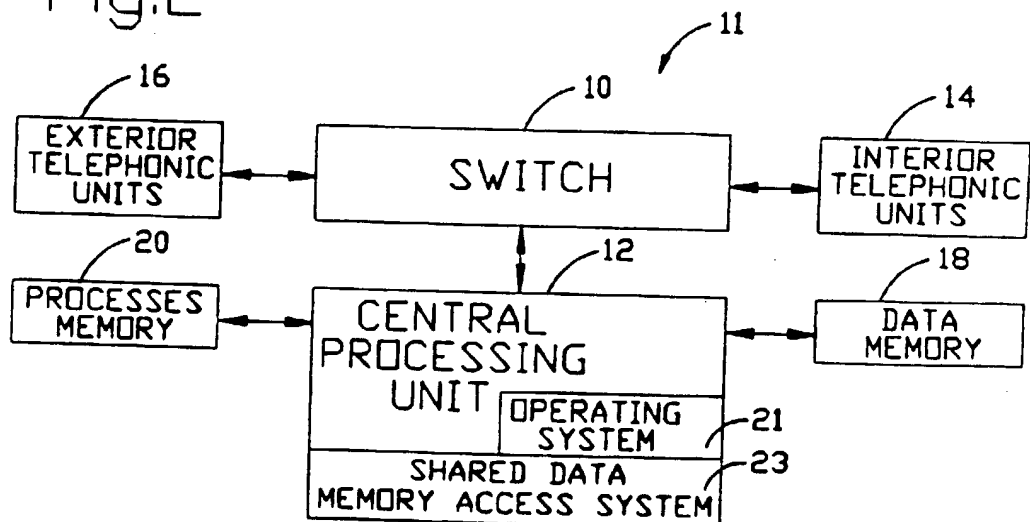 Fig.2
11
16
10
14
EXTERIOR
TELEPHONIC
UNITS
SWITCH
INTERIOR
TELEPHONIC
UNITS
20
12
18
PROCESSES
MEMORY
CENTRAL
PROCESSING
UNIT
DATA
MEMORY
OPERATING
SYSTEM
21
SHARED DATA
MEMORY ACCESS SYSTEM
23